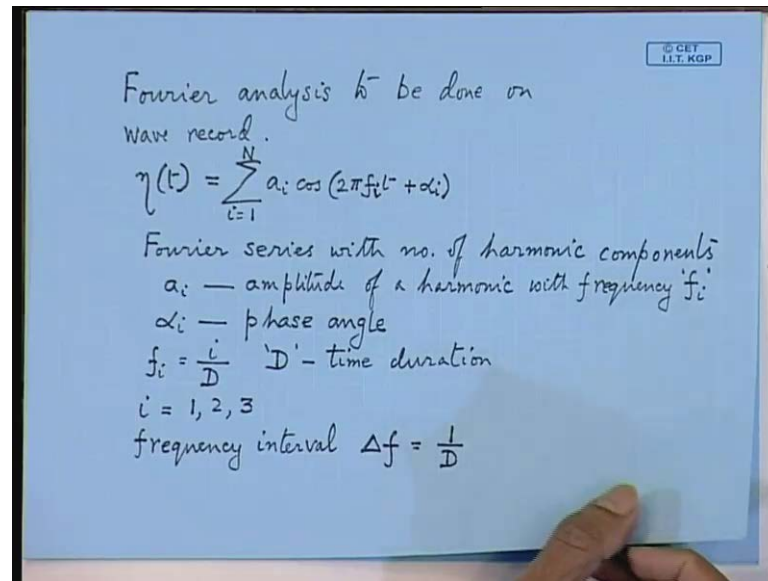 © CET
I.I.T. KGP
Fourier analysis to be done on
wave record.
η(t) = ∑_{i=1}^{N} a_i cos (2πf_i t + α_i)
Fourier series with no. of harmonic components
a_i — amplitude of a harmonic with frequency 'f_i'
α_i — phase angle
f_i = i/D 'D' - time duration
i = 1, 2, 3
frequency interval Δf = 1/D